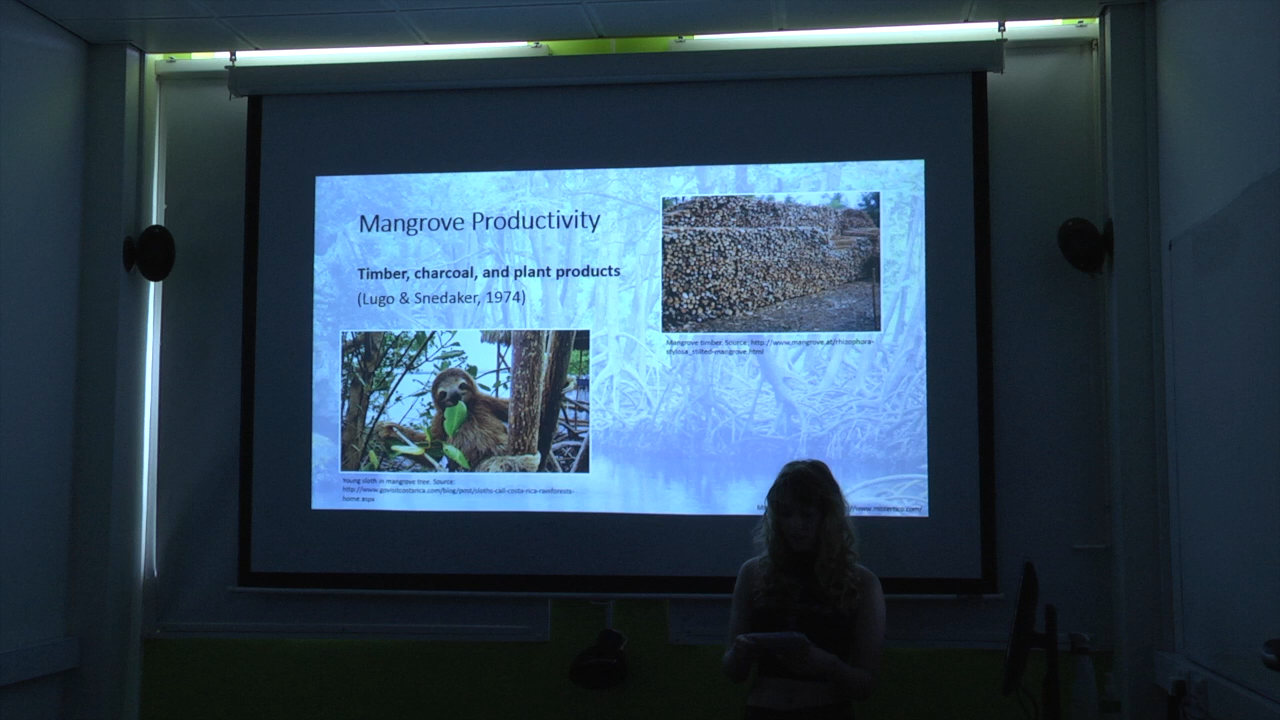 Mangrove Productivity
Timber, charcoal, and plant products
(Lugo & Snedaker, 1974)
Mangrove timber. Source: http://www.mangrove.at/rhizophora-
stylosa_stilted-mangrove.html
Young sloth in mangrove tree. Source:
http://www.govisitcostarica.com/blog/post/sloths-call-costa-rica-rainforests-
home.aspx